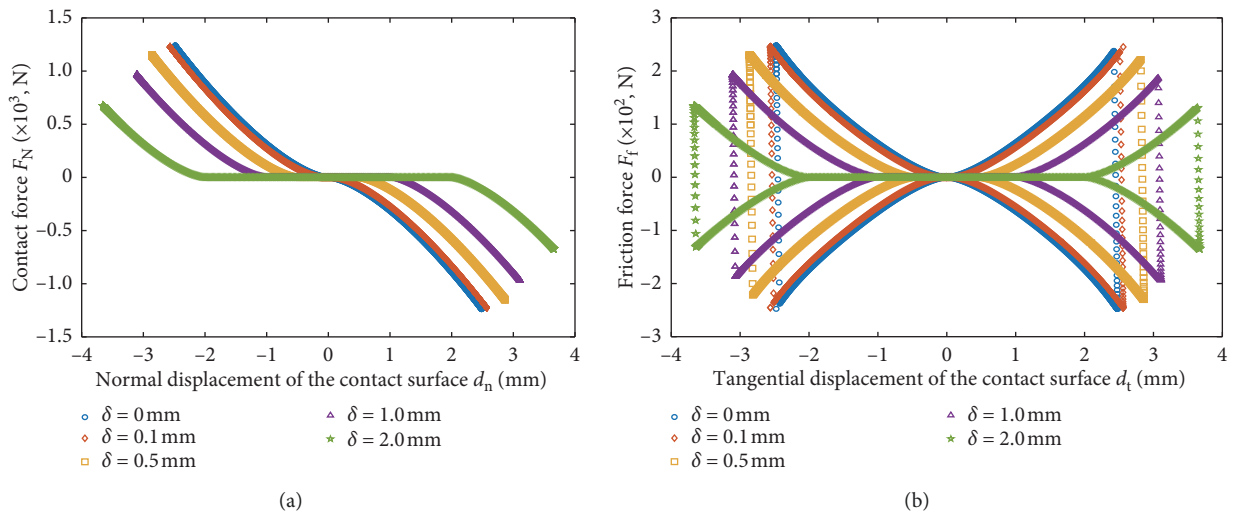 Contact force F_N (×10³, N)
1.5
1.0
0.5
0
−0.5
−1.0
−1.5
−4 −3 −2 −1 0 1 2 3 4
Normal displacement of the contact surface d_n (mm)
δ = 0 mm
δ = 0.1 mm
δ = 0.5 mm
δ = 1.0 mm
δ = 2.0 mm
(a)
Friction force F_f (×10², N)
3
2
1
0
−1
−2
−3
−4 −3 −2 −1 0 1 2 3 4
Tangential displacement of the contact surface d_t (mm)
δ = 0 mm
δ = 0.1 mm
δ = 0.5 mm
δ = 1.0 mm
δ = 2.0 mm
(b)